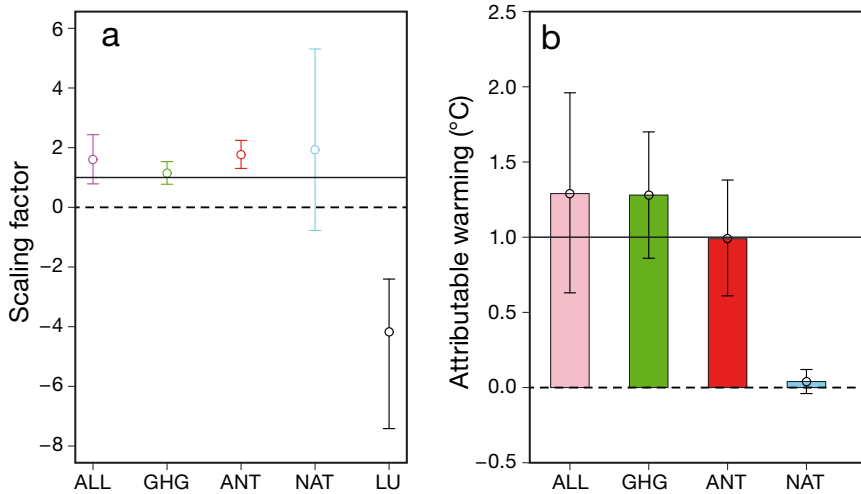 a
Scaling factor
6
4
2
0
−2
−4
−6
−8
ALL GHG ANT NAT LU
b
Attributable warming (°C)
2.5
2.0
1.5
1.0
0.5
0.0
−0.5
ALL GHG ANT NAT